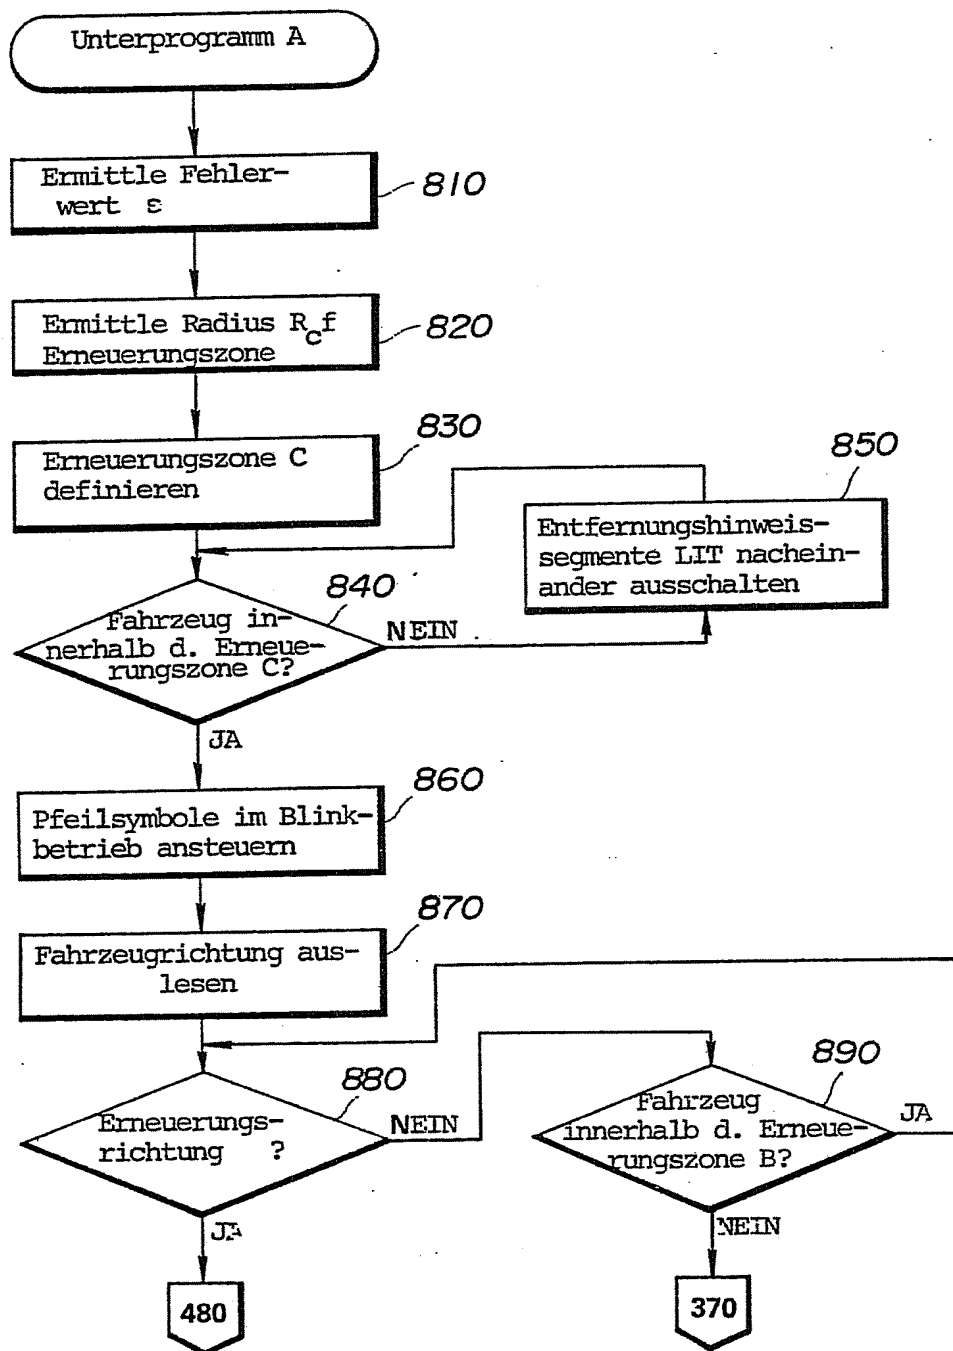 Unterprogramm A
Ermittle Fehler-
wert ε
810
Ermittle Radius Rcf
Erneuerungszone
820
Erneuerungszone C
definieren
830
Entfernungshinweis-
segmente LIT nachein-
ander ausschalten
850
Fahrzeug in-
nerhalb d. Erneue-
rungszone C?
840
NEIN
JA
Pfeilsymbole im Blink-
betrieb ansteuern
860
Fahrzeugrichtung aus-
lesen
870
Erneuerungs-
richtung ?
880
NEIN
Fahrzeug
innerhalb d. Erneue-
rungszone B?
890
JA
JA
NEIN
480
370